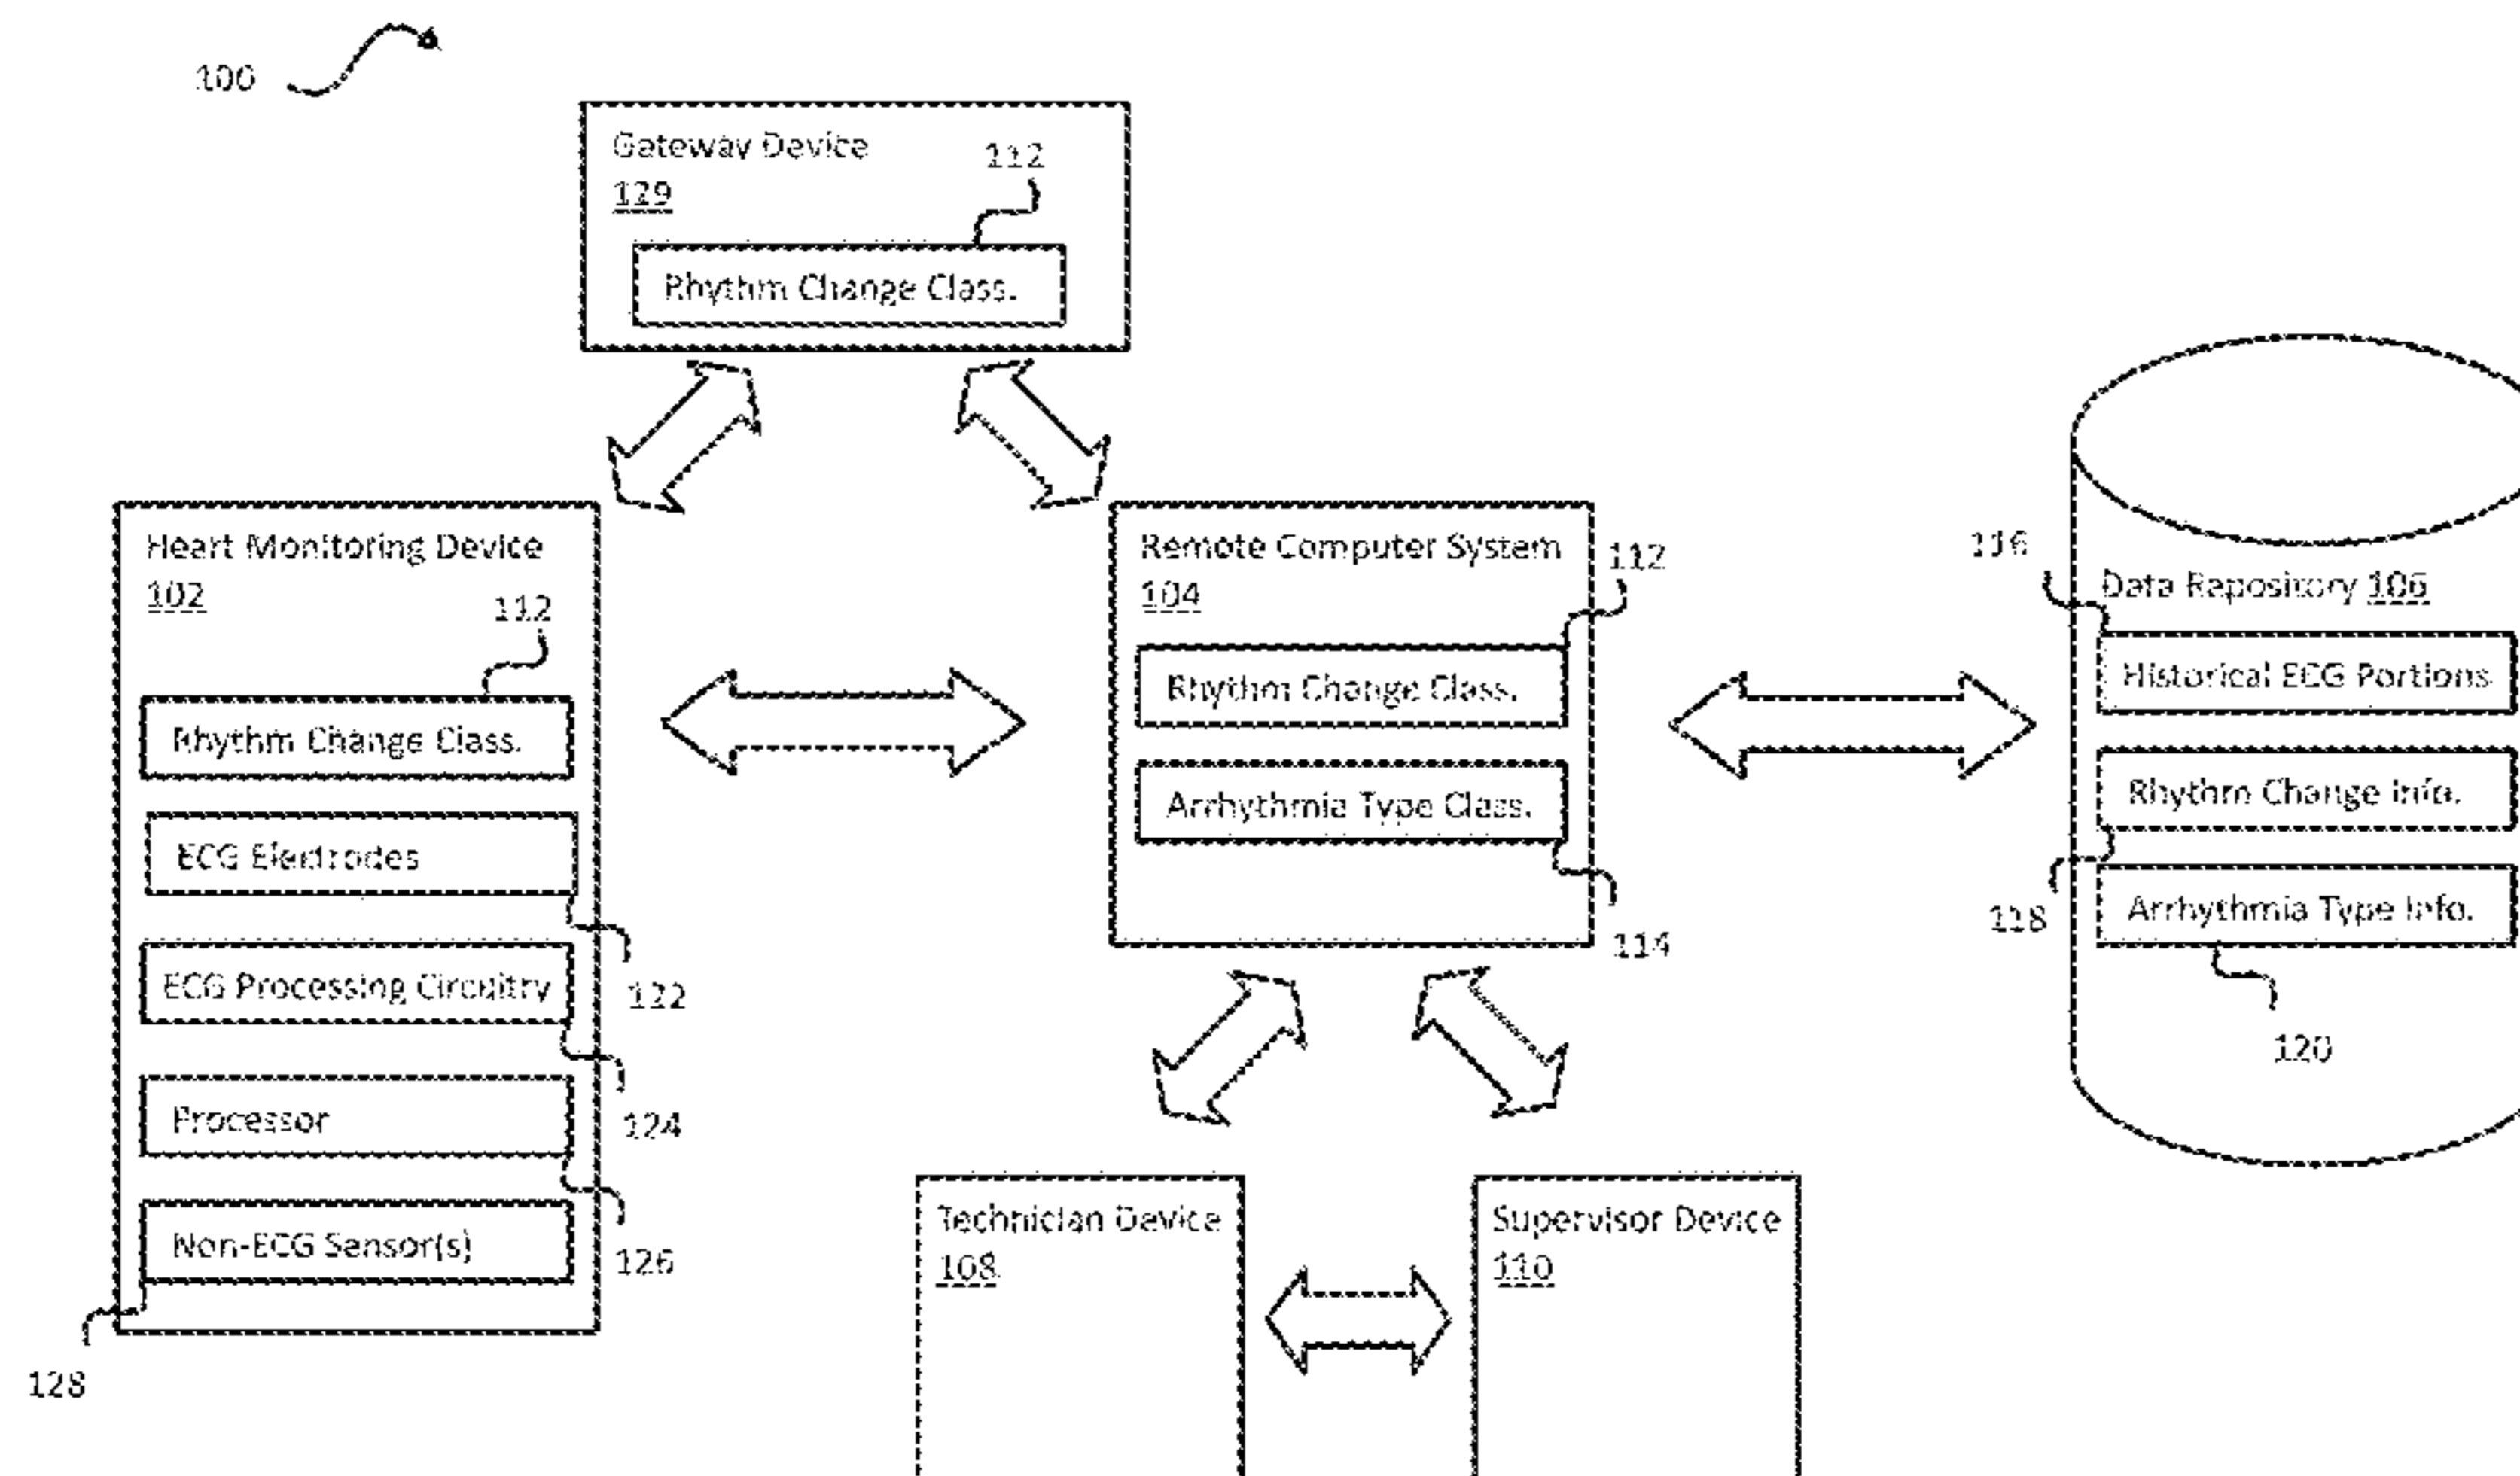 100
Gateway Device
129
112
Rhythm Change Class.
Heart Monitoring Device
102
112
Rhythm Change Class.
ECG Electrodes
122
ECG Processing Circuitry
124
Processor
126
Non-ECG Sensor(s)
128
Remote Computer System
104
112
Rhythm Change Class.
Arrhythmia Type Class.
114
Data Repository 106
116
Historical ECG Portions
Rhythm Change Info.
118
Arrhythmia Type Info.
120
Technician Device
108
Supervisor Device
110